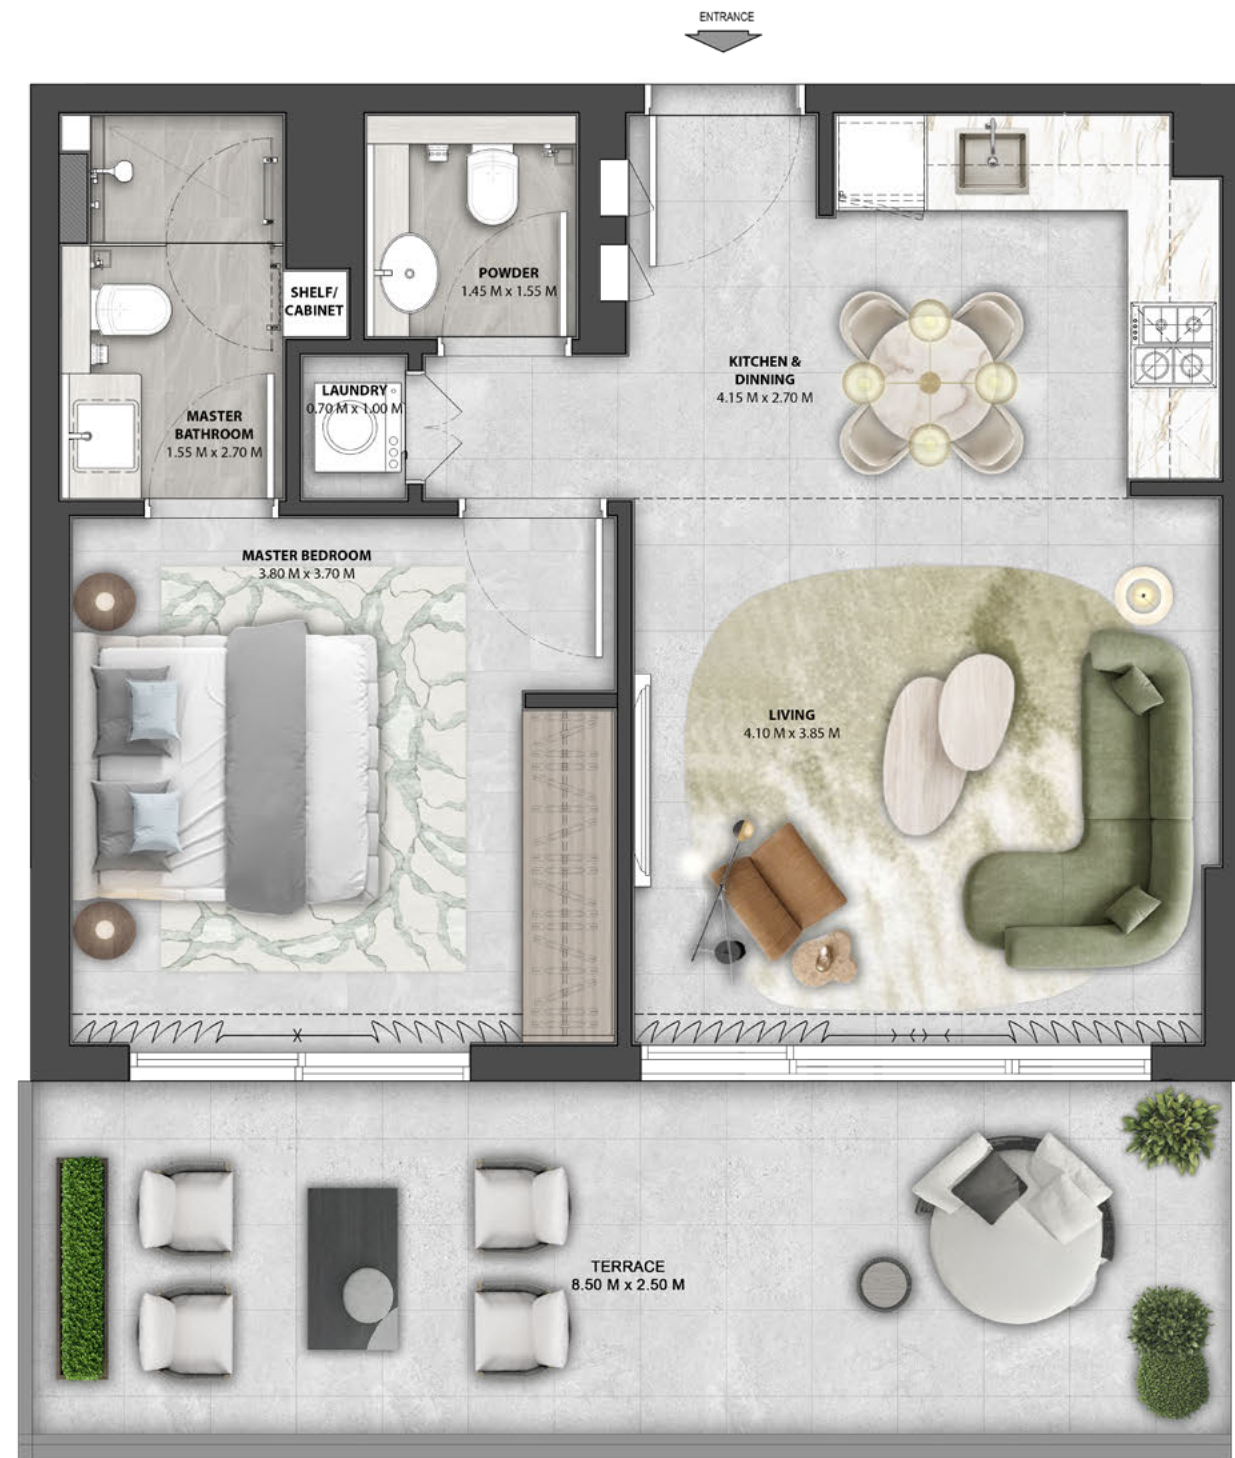 ENTRANCE
SHELF/
CABINET
POWDER
1.45 M x 1.55 M
KITCHEN &
DINNING
4.15 M x 2.70 M
LAUNDRY
0.70 M x 1.00 M
MASTER
BATHROOM
1.55 M x 2.70 M
MASTER BEDROOM
3.80 M x 3.70 M
LIVING
4.10 M x 3.85 M
TERRACE
8.50 M x 2.50 M